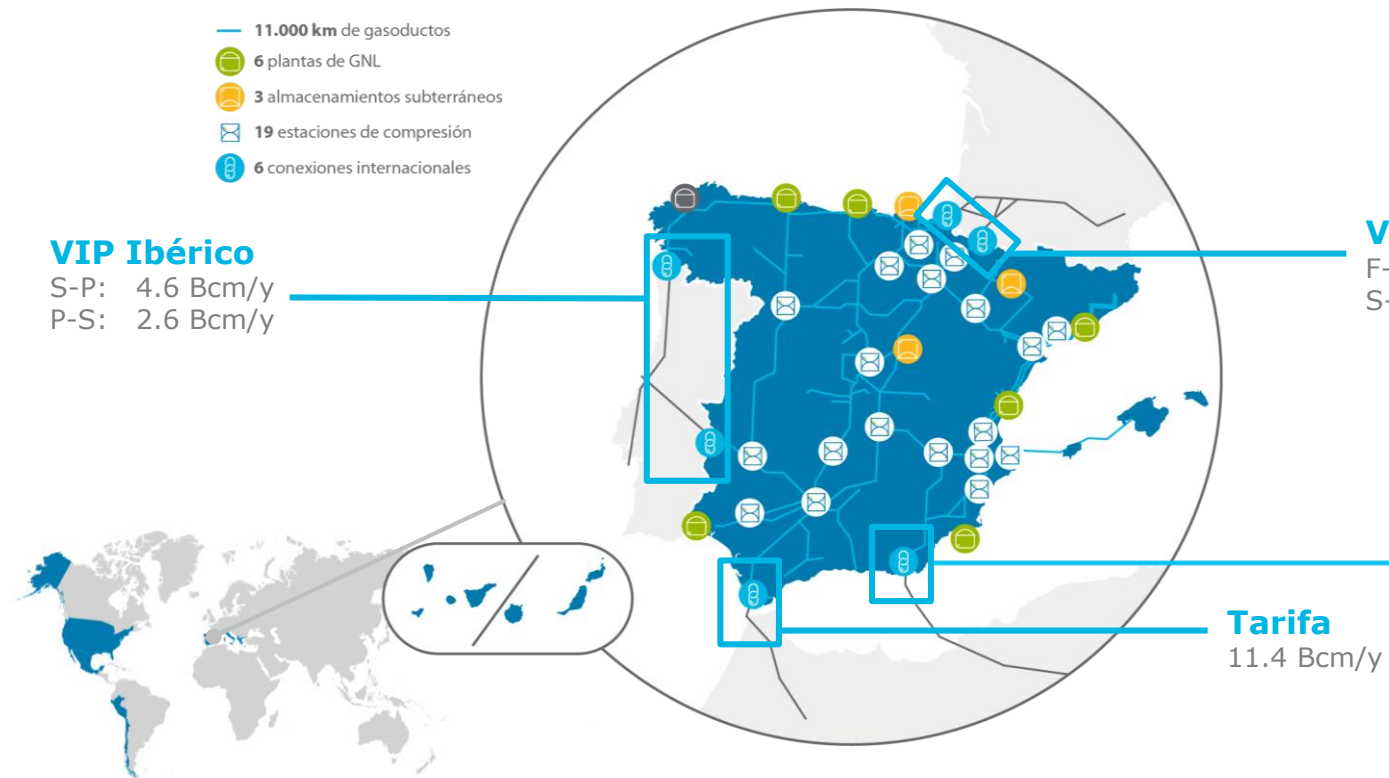 11.000 km de gasoductos
6 plantas de GNL
3 almacenamientos subterráneos
19 estaciones de compresión
6 conexiones internacionales
VIP Ibérico
S-P: 4.6 Bcm/y
P-S: 2.6 Bcm/y
V
F-
S-
Tarifa
11.4 Bcm/y